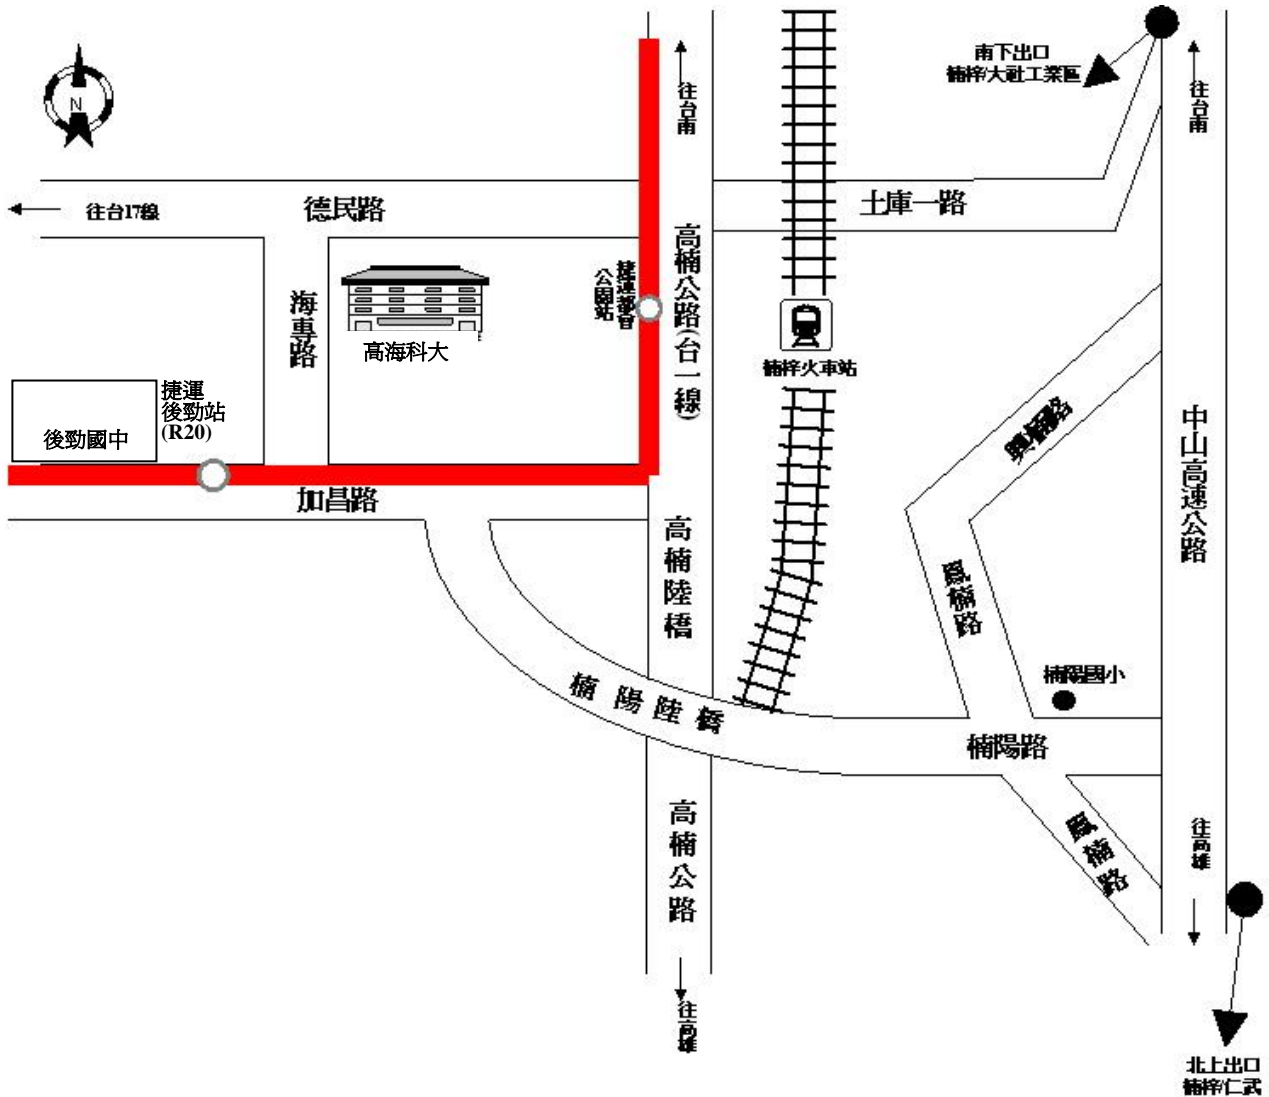 南下出口
楠梓/大社工業區
往台南
往台南
N
往台17線
德民路
土庫一路
高楠公路(台一線)
捷運都會
公園站
海專路
高海科大
楠梓火車站
捷運
後勁站
(R20)
後勁國中
興楠路
中山高速公路
加昌路
高楠陸橋
鳳楠路
楠陽國小
楠陽陸橋
楠陽路
高楠公路
鳳楠路
往高雄
往高雄
北上出口
楠梓/仁武